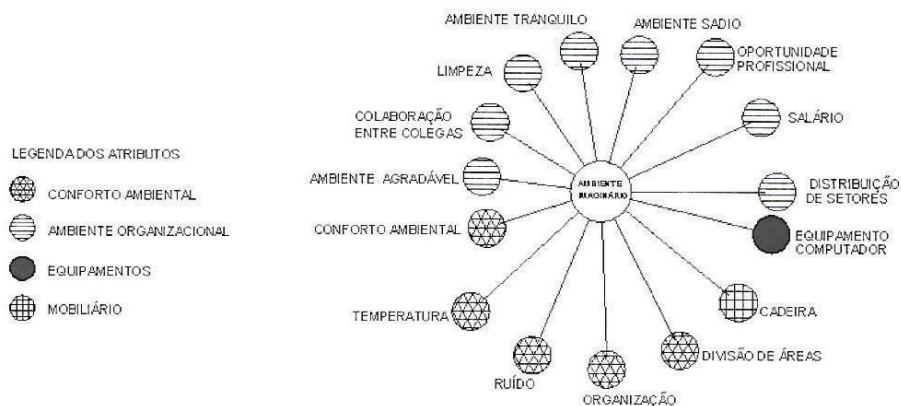 AMBIENTE TRANQUILO
AMBIENTE SADIO
OPORTUNIDADE
PROFISSIONAL
LIMPEZA
COLABORAÇÃO
ENTRE COLEGAS
SALÁRIO
LEGENDA DOS ATRIBUTOS
CONFORTO AMBIENTAL
AMBIENTE ORGANIZACIONAL
EQUIPAMENTOS
MOBILIÁRIO
AMBIENTE AGRADÁVEL
AMBIENTE
IMAGINÁRIO
DISTRIBUIÇÃO
DE SETORES
CONFORTO AMBIENTAL
EQUIPAMENTO
COMPUTADOR
TEMPERATURA
CADEIRA
RUÍDO
DIVISÃO DE ÁREAS
ORGANIZAÇÃO